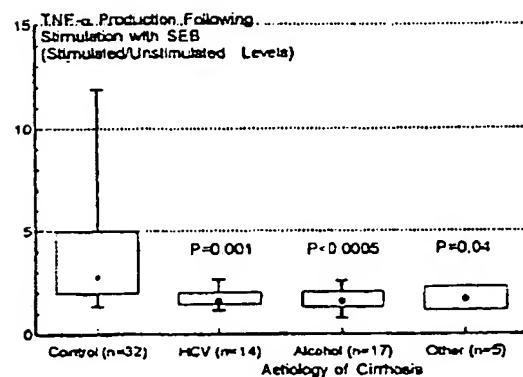 TNF-α Production Following
Stimulation with SEB
(Stimulated/Unstimulated Levels)
15
10
5
0
P=0.001
P<0.0005
P=0.04
Control (n=32)
HCV (n=14)
Alcohol (n=17)
Other (n=5)
Aetiology of Cirrhosis